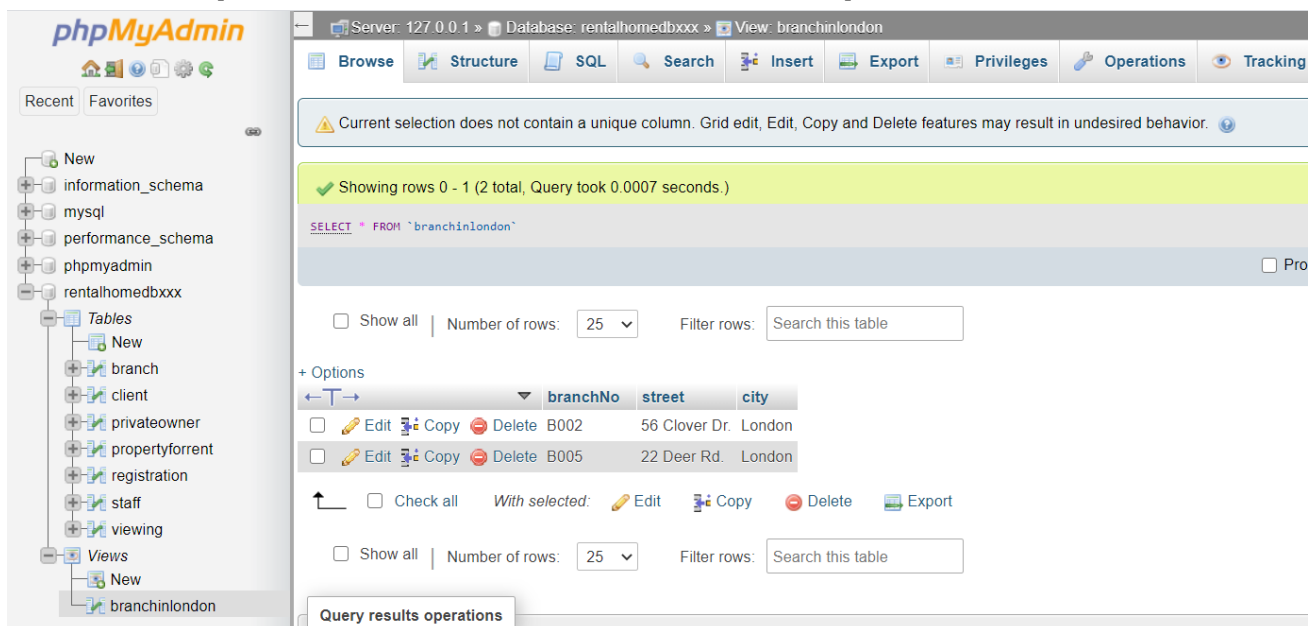 phpMyAdmin
Recent Favorites
New
information_schema
mysql
performance_schema
phpmyadmin
rentalhomedbxxx
Tables
New
branch
client
privateowner
propertyforrent
registration
staff
viewing
Views
New
branchinlondon
Server: 127.0.0.1 » Database: rentalhomedbxxx » View: branchinlondon
Browse Structure SQL Search Insert Export Privileges Operations Tracking
Current selection does not contain a unique column. Grid edit, Edit, Copy and Delete features may result in undesired behavior.
Showing rows 0 - 1 (2 total, Query took 0.0007 seconds.)
SELECT * FROM `branchinlondon`
Pro
Show all | Number of rows: 25 Filter rows: Search this table
+ Options
←T→ ▼ branchNo street city
Edit Copy Delete B002 56 Clover Dr. London
Edit Copy Delete B005 22 Deer Rd. London
Check all With selected: Edit Copy Delete Export
Show all | Number of rows: 25 Filter rows: Search this table
Query results operations